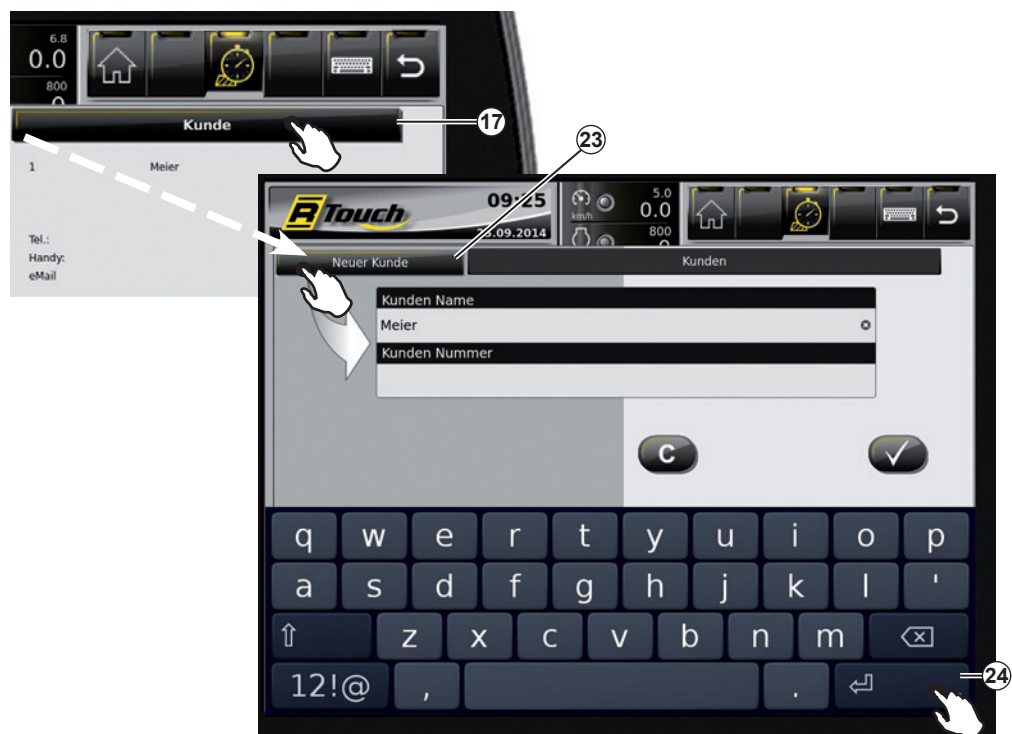 6.8
0.0
800
Kunde
17
1 Meier
Tel.:
Handy:
eMail
23
R Touch
09:25
.09.2014
km/h
5.0
0.0
800
Neuer Kunde
Kunden
Kunden Name
Meier
Kunden Nummer
C
q w e r t y u i o p
a s d f g h j k l '
z x c v b n m
12!@ , .
24